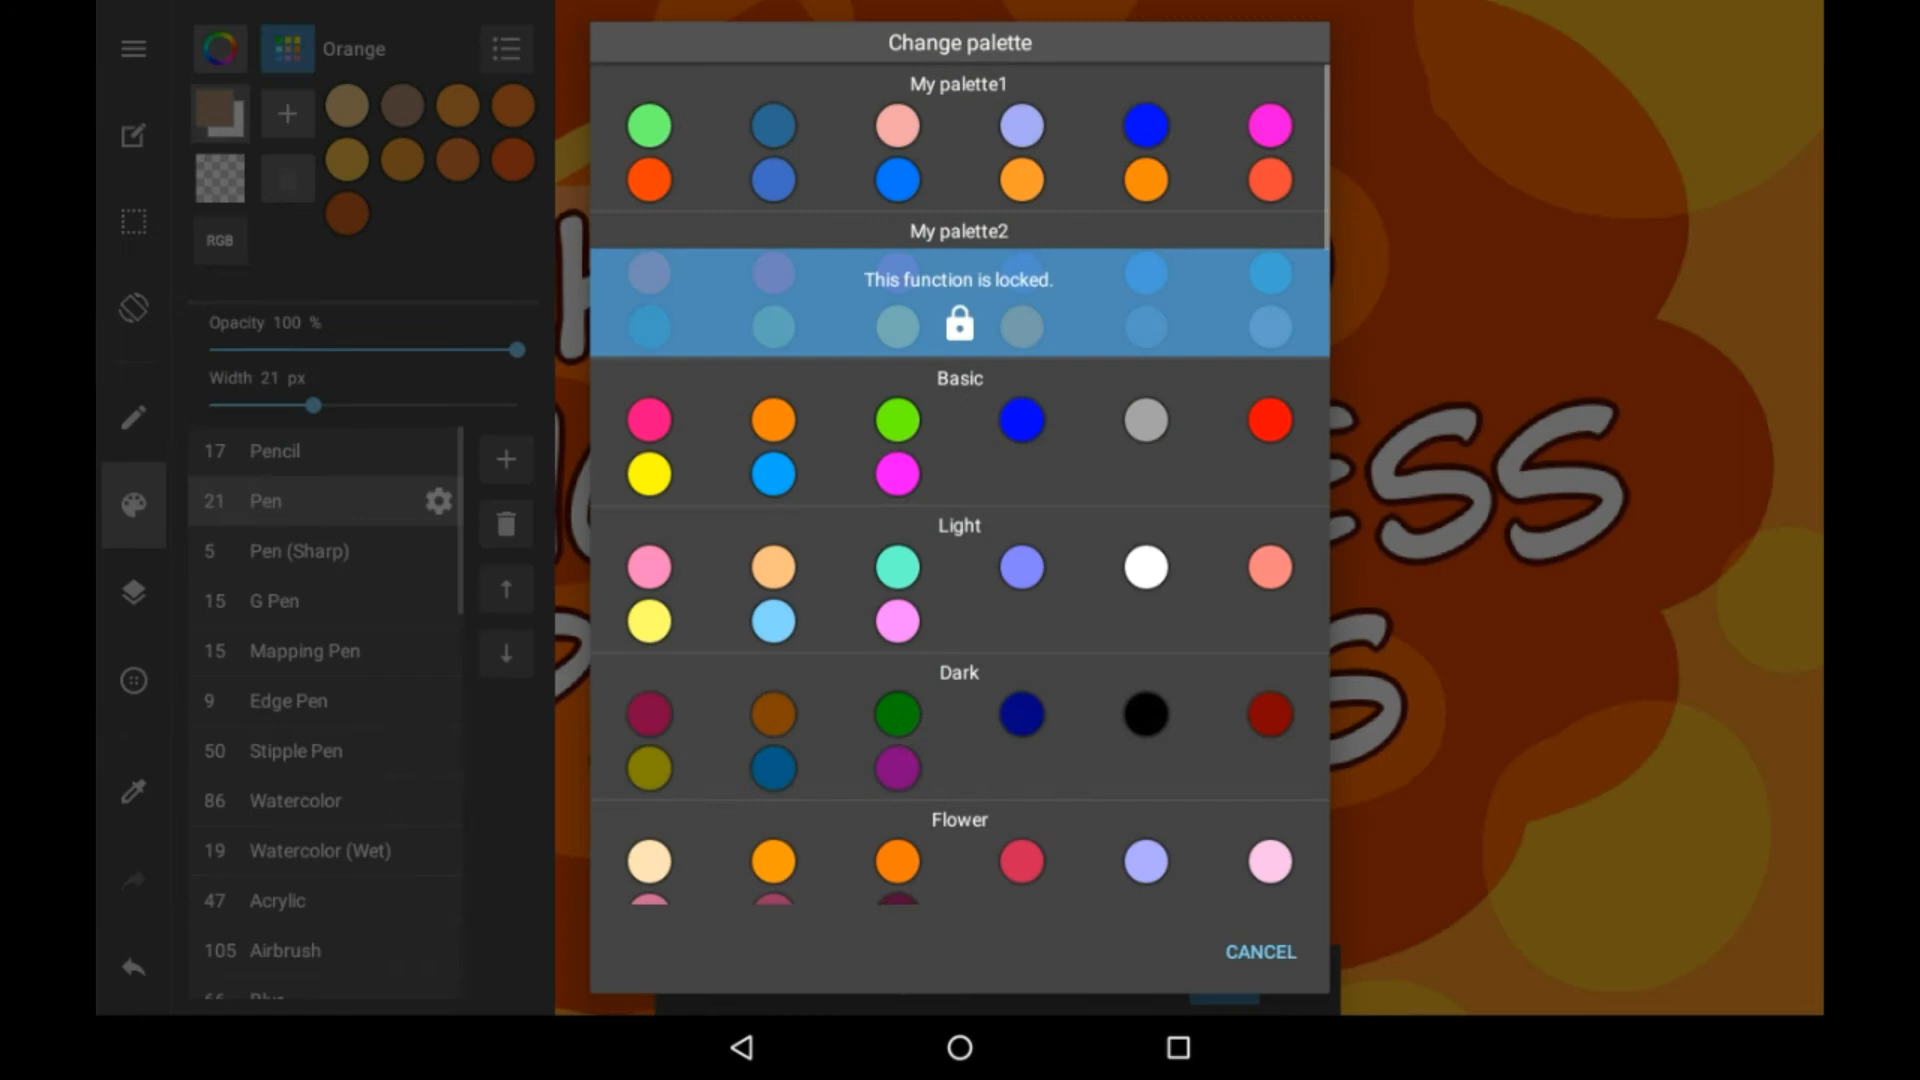 Orange
RGB
Opacity 100 %
Width 21 px
17 Pencil
21 Pen
5 Pen (Sharp)
15 G Pen
15 Mapping Pen
9 Edge Pen
50 Stipple Pen
86 Watercolor
19 Watercolor (Wet)
47 Acrylic
105 Airbrush
Change palette
My palette1
My palette2
This function is locked.
Basic
Light
Dark
Flower
CANCEL
ESS
S